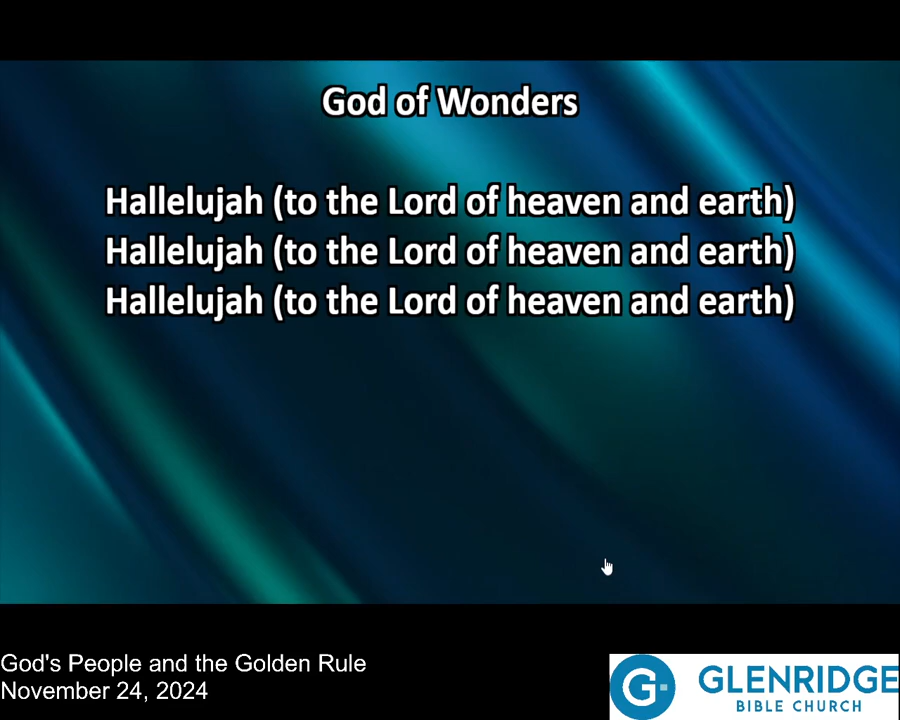 God of Wonders
Hallelujah (to the Lord of heaven and earth)
Hallelujah (to the Lord of heaven and earth)
Hallelujah (to the Lord of heaven and earth)
God's People and the Golden Rule
November 24, 2024
G
GLENRIDGE
BIBLE CHURCH